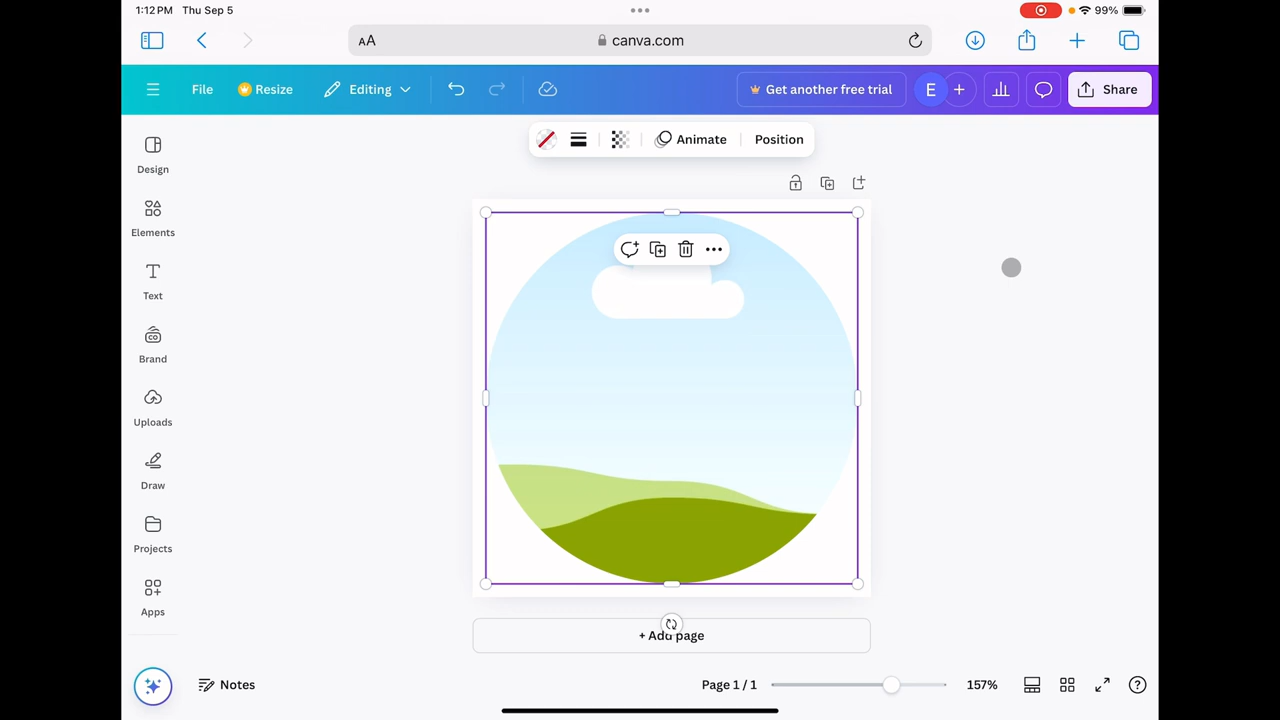 1:12 PM Thu Sep 5
99%
AA
canva.com
File
Resize
Editing
Get another free trial
E
+
Share
Animate
Position
Design
Elements
Text
Brand
Uploads
Draw
Projects
Apps
+ Add page
Notes
Page 1 / 1
157%